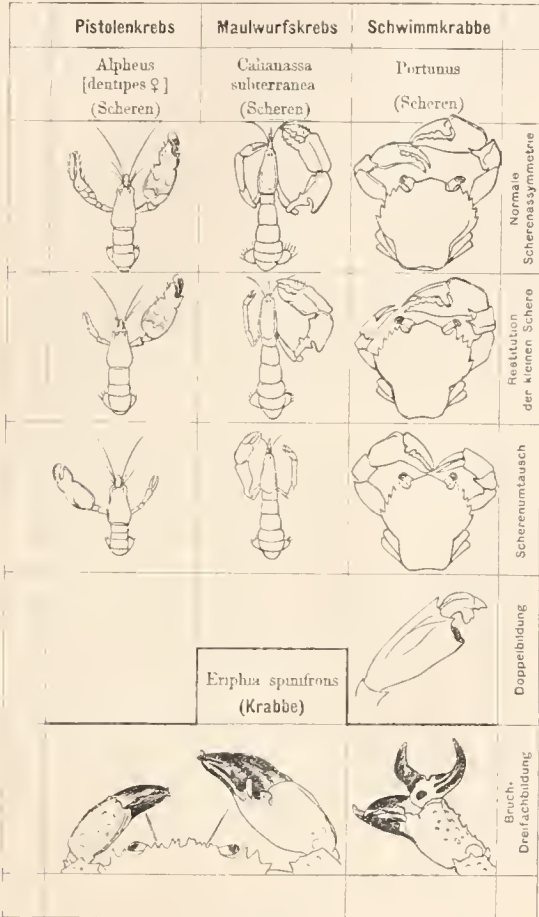 Pistolenkrebs
Maulwurfskrebs
Schwimmkrabbe
Alpheus
[dentipes ♀]
(Scheren)
Callianassa
subterranea
(Scheren)
Portunus
(Scheren)
Normale
Scherenassymetrie
Restitution
der kleinen Schere
Scherenumtausch
Doppelbildung
Eriphia spinifrons
(Krabbe)
Bruch-
Dreifachbildung